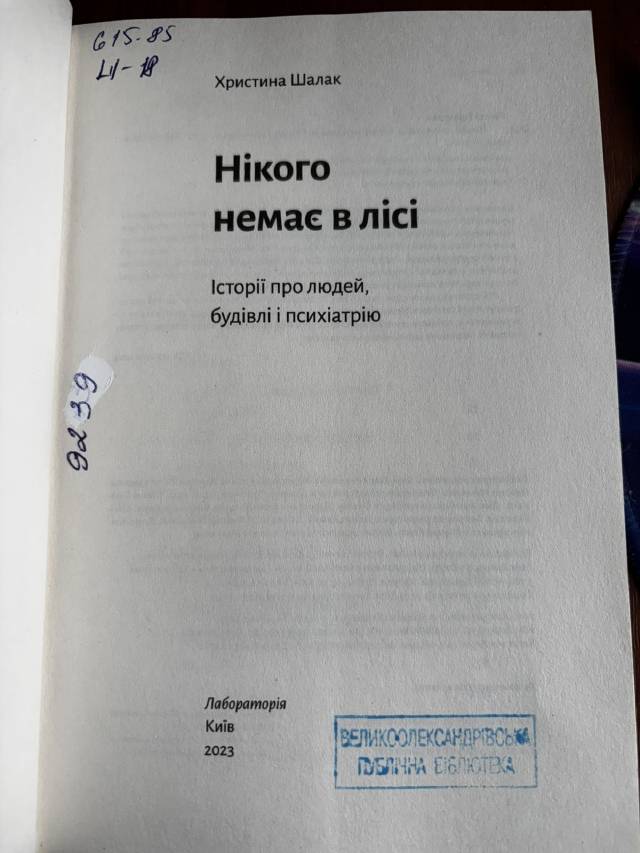 615.85
Ш-18
Христина Шалак
Нікого
немає в лісі
Історії про людей,
будівлі і психіатрію
9239
Лабораторія
Київ
2023
ВЕЛИКООЛЕКСАНДРІВСЬКА
ПУБЛІЧНА БІБЛІОТЕКА